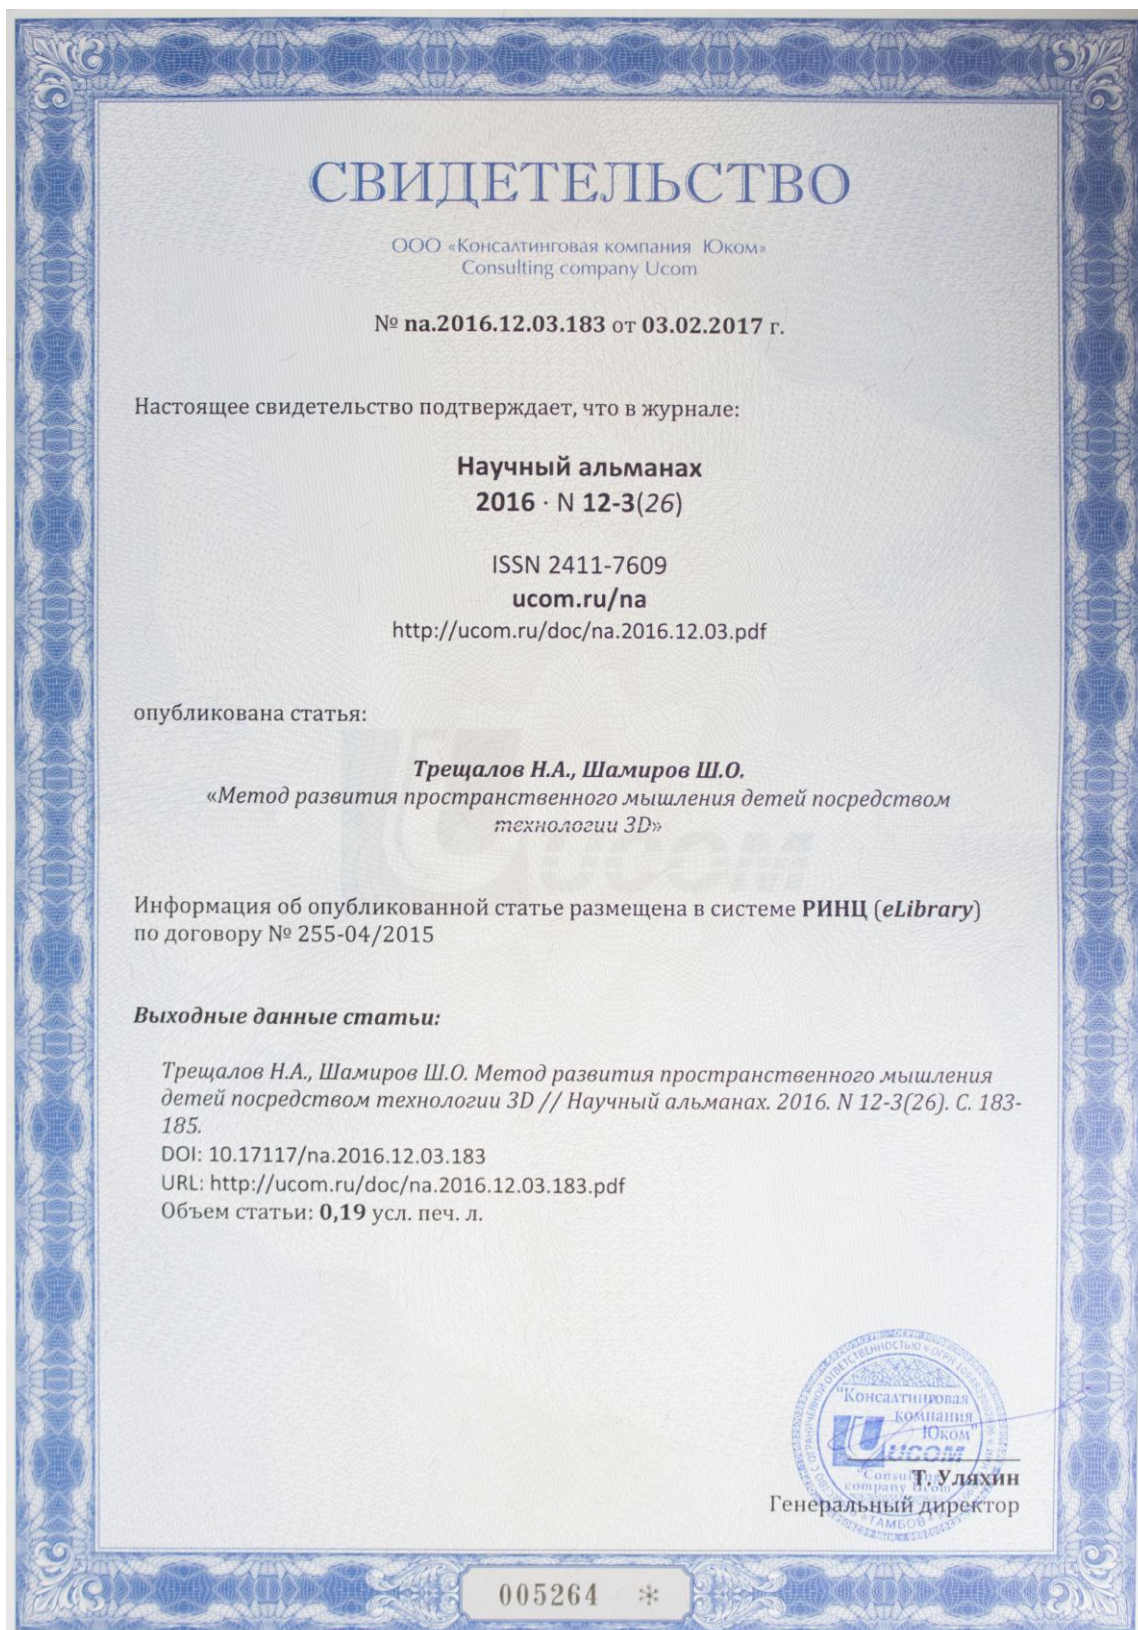 СВИДЕТЕЛЬСТВО
ООО «Консалтинговая компания Юком»
Consulting company Ucom
№ na.2016.12.03.183 от 03.02.2017 г.
Настоящее свидетельство подтверждает, что в журнале:
Научный альманах
2016 · N 12-3(26)
ISSN 2411-7609
ucom.ru/na
http://ucom.ru/doc/na.2016.12.03.pdf
опубликована статья:
Трещалов Н.А., Шамиров Ш.О.
«Метод развития пространственного мышления детей посредством
технологии 3D»
UCOM
Информация об опубликованной статье размещена в системе РИНЦ (eLibrary)
по договору № 255-04/2015
Выходные данные статьи:
Трещалов Н.А., Шамиров Ш.О. Метод развития пространственного мышления
детей посредством технологии 3D // Научный альманах. 2016. N 12-3(26). С. 183-
185.
DOI: 10.17117/na.2016.12.03.183
URL: http://ucom.ru/doc/na.2016.12.03.183.pdf
Объем статьи: 0,19 усл. печ. л.
"Консалтинговая
компания
Юком"
UCOM
"Consulting
company Ucom"
ТАМБОВ
Т. Уляхин
Генеральный директор
005264 *